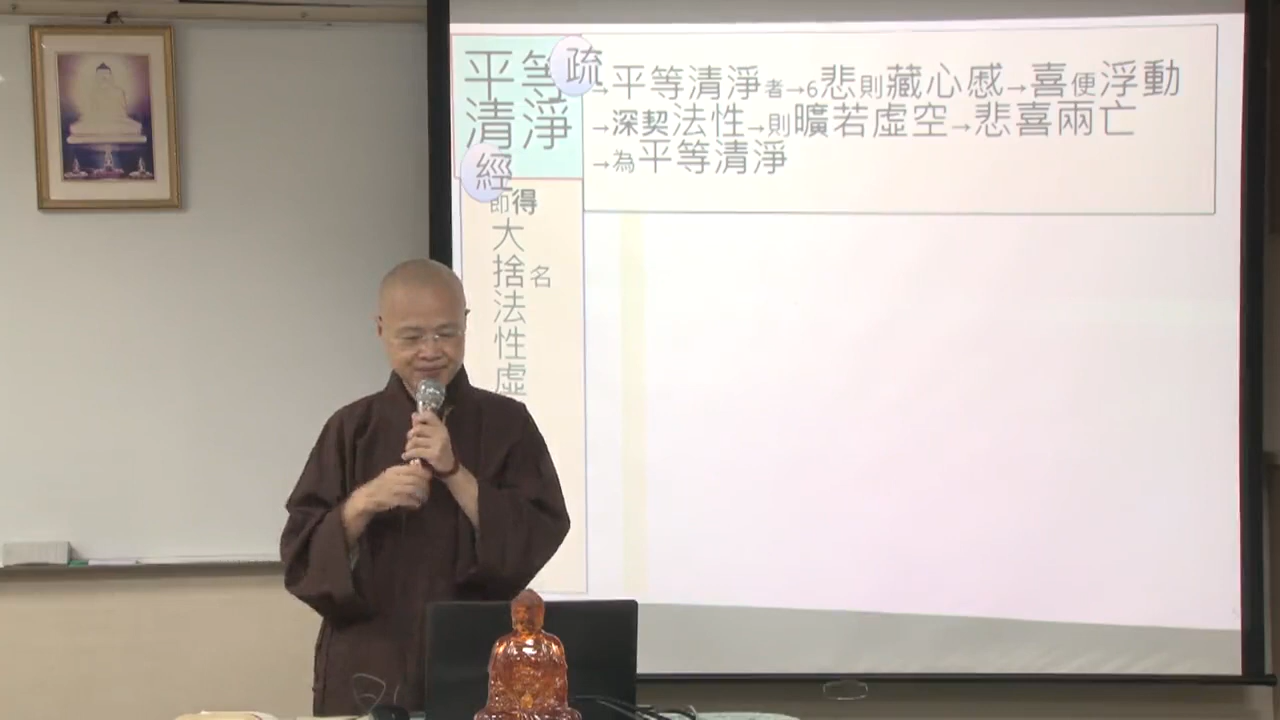 平等
清淨
經
疏
→平等清淨者→6悲則藏心慼→喜便浮動
→深契法性→則曠若虛空→悲喜兩亡
→為平等清淨
即得
大捨法性虛
名